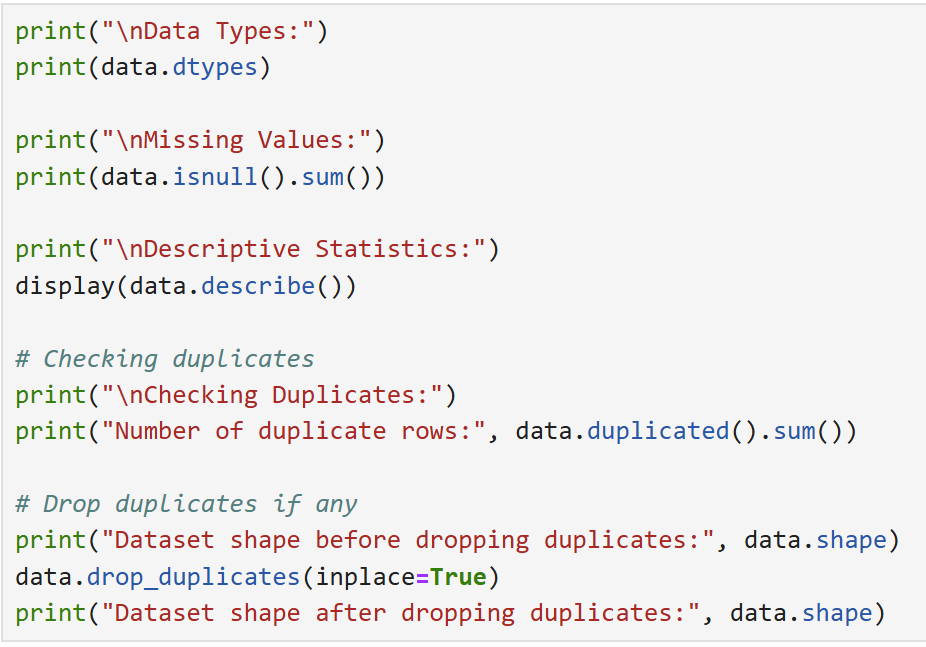 print("\nData Types:")
print(data.dtypes)
print("\nMissing Values:")
print(data.isnull().sum())
print("\nDescriptive Statistics:")
display(data.describe())
# Checking duplicates
print("\nChecking Duplicates:")
print("Number of duplicate rows:", data.duplicated().sum())
# Drop duplicates if any
print("Dataset shape before dropping duplicates:", data.shape)
data.drop_duplicates(inplace=True)
print("Dataset shape after dropping duplicates:", data.shape)